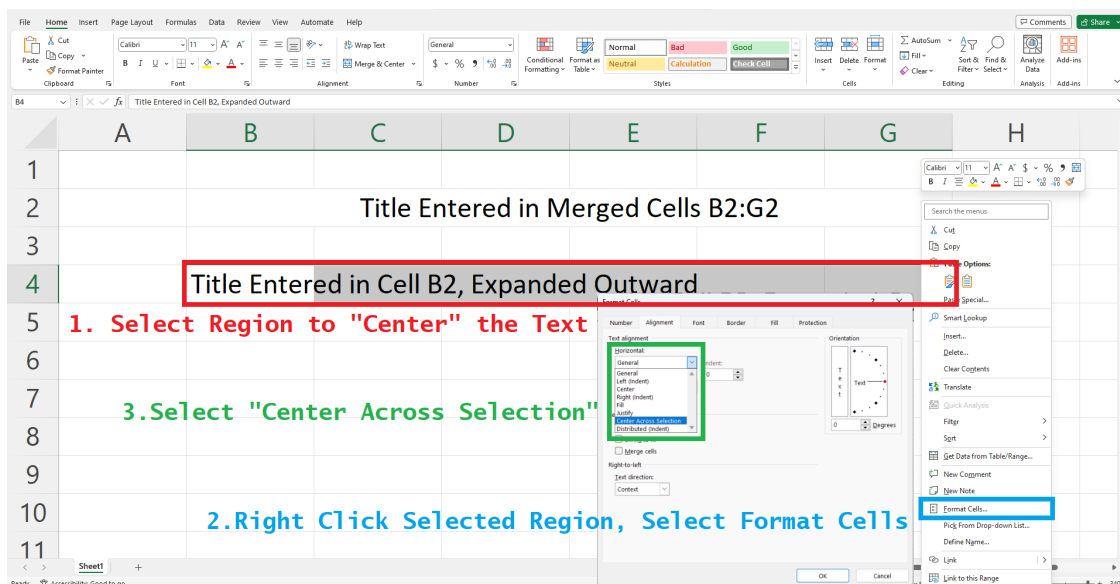 File Home Insert Page Layout Formulas Data Review View Automate Help Comments Share
Cut
Copy
Format Painter
Paste
Clipboard
Calibri 11
B I U
Font
Wrap Text
Merge & Center
Alignment
General
$ % 9
Number
Conditional Formatting
Format as Table
Normal Bad Good
Neutral Calculation Check Cell
Styles
Insert Delete Format
Cells
AutoSum
Fill
Clear
Sort & Filter
Find & Select
Editing
Analyze Data
Analysis
Add-ins
Add-ins
B4 fx Title Entered in Cell B2, Expanded Outward
A B C D E F G H
1
2 Title Entered in Merged Cells B2:G2
3
4 Title Entered in Cell B2, Expanded Outward
5 1. Select Region to "Center" the Text
6
7 3.Select "Center Across Selection"
8
9
10 2.Right Click Selected Region, Select Format Cells
11
Format Cells ? X
Number Alignment Font Border Fill Protection
Text alignment
Horizontal:
General
General
Left (Indent)
Center
Right (Indent)
Fill
Justify
Center Across Selection
Distributed (Indent)
Indent:
0
Merge cells
Right-to-left
Text direction:
Context
Orientation
Text
Text
0 Degrees
OK Cancel
Calibri 11 A A $ %
B I A
Search the menus
Cut
Copy
Paste Options:
Paste Special...
Smart Lookup
Insert...
Delete...
Clear Contents
Translate
Quick Analysis
Filter
Sort
Get Data from Table/Range...
New Comment
New Note
Format Cells...
Pick From Drop-down List...
Define Name...
Link
Link to this Range
Sheet1 +
Ready Accessibility: Good to go